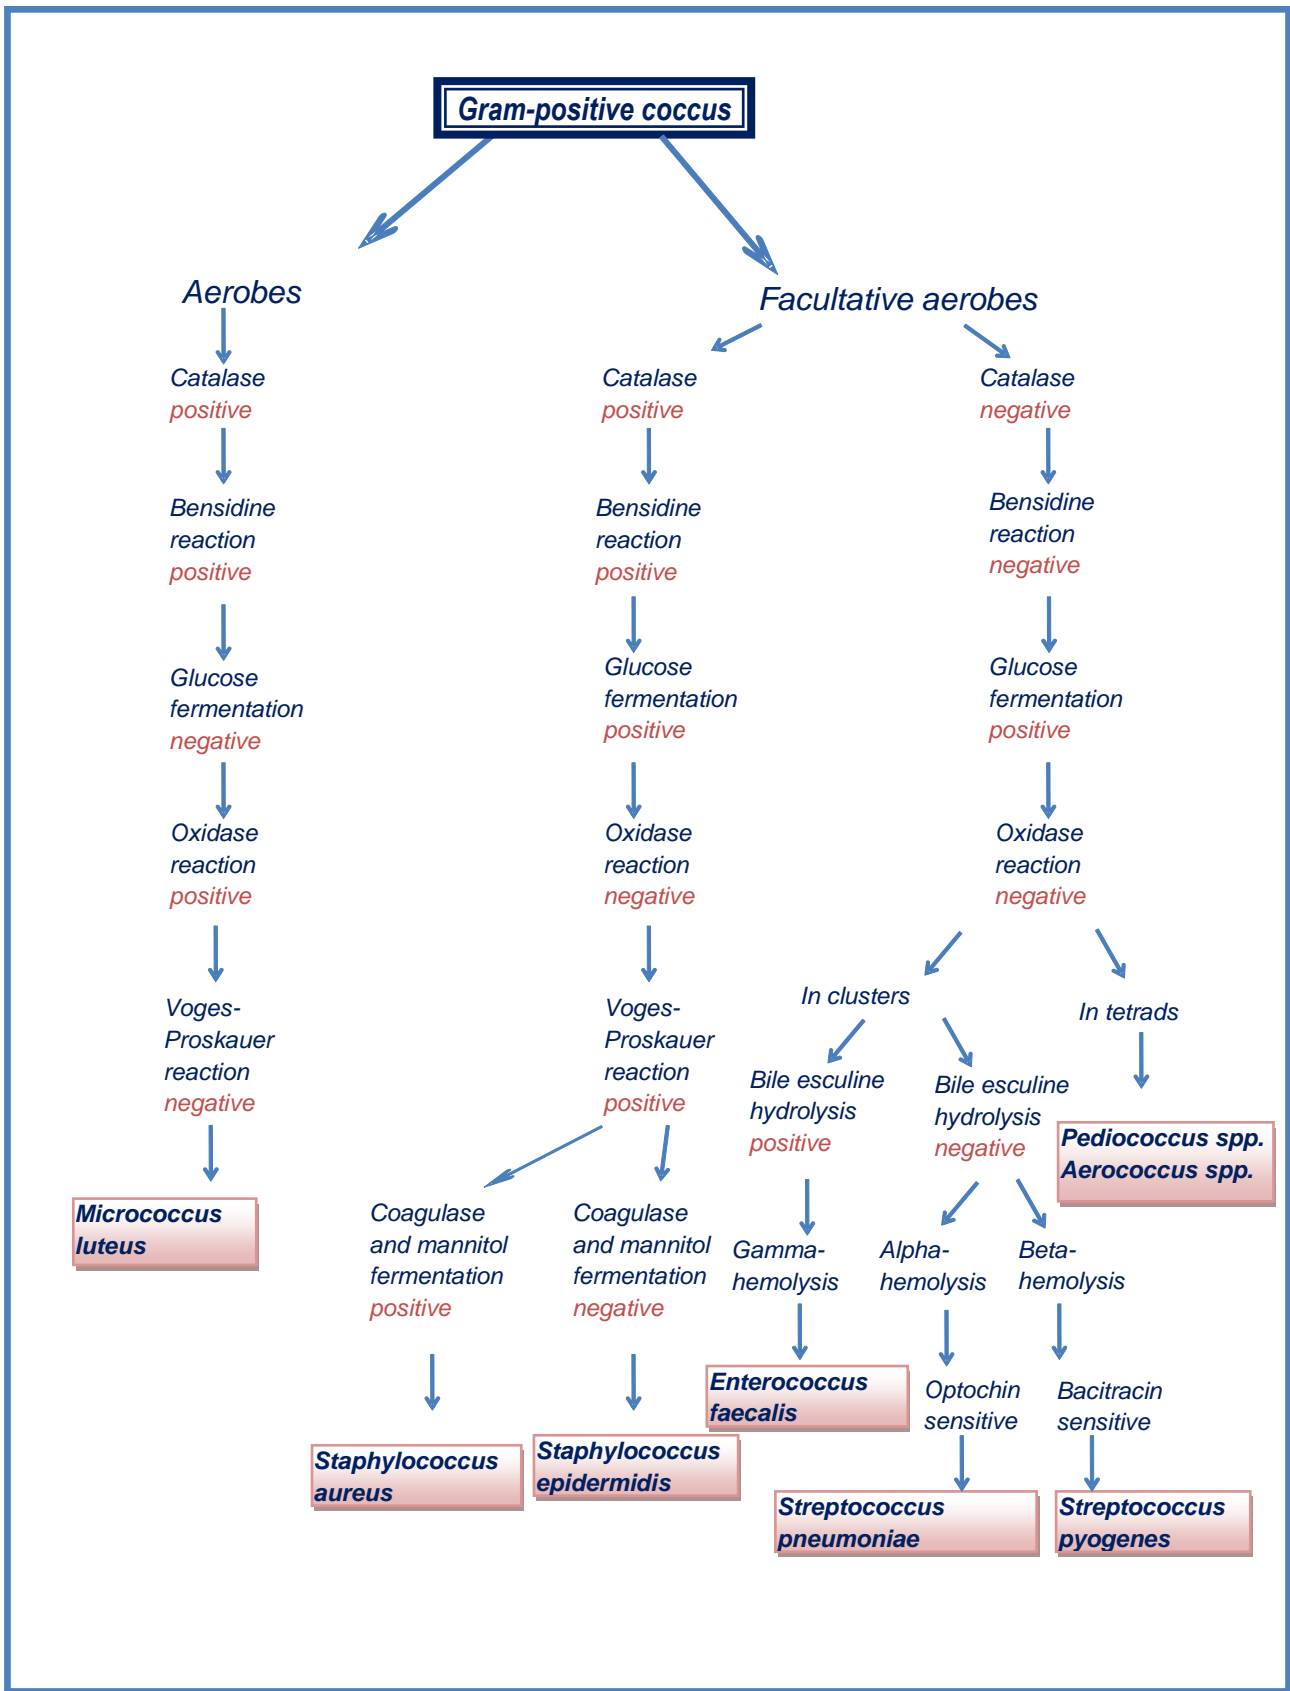 Gram-positive coccus
Aerobes
Facultative aerobes
Catalase
positive
Catalase
positive
Catalase
negative
Bensidine
reaction
positive
Bensidine
reaction
positive
Bensidine
reaction
negative
Glucose
fermentation
negative
Glucose
fermentation
positive
Glucose
fermentation
positive
Oxidase
reaction
positive
Oxidase
reaction
negative
Oxidase
reaction
negative
In clusters
In tetrads
Voges-
Proskauer
reaction
negative
Voges-
Proskauer
reaction
positive
Bile esculine
hydrolysis
positive
Bile esculine
hydrolysis
negative
Pediococcus spp.
Aerococcus spp.
Micrococcus
luteus
Coagulase
and mannitol
fermentation
positive
Coagulase
and mannitol
fermentation
negative
Gamma-
hemolysis
Alpha-
hemolysis
Beta-
hemolysis
Enterococcus
faecalis
Optochin
sensitive
Bacitracin
sensitive
Staphylococcus
aureus
Staphylococcus
epidermidis
Streptococcus
pneumoniae
Streptococcus
pyogenes